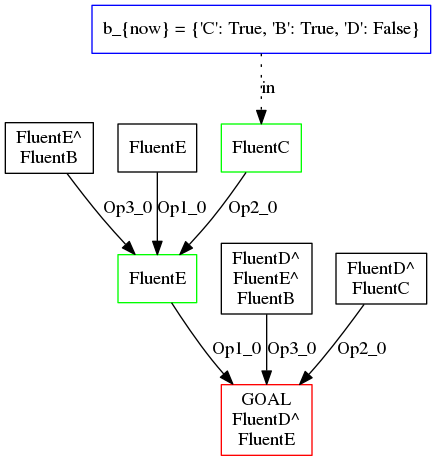 b_{now} = {'C': True, 'B': True, 'D': False}
in
FluentE^
FluentB
FluentE
FluentC
Op3_0
Op1_0
Op2_0
FluentE
FluentD^
FluentE^
FluentB
FluentD^
FluentC
Op1_0
Op3_0
Op2_0
GOAL
FluentD^
FluentE